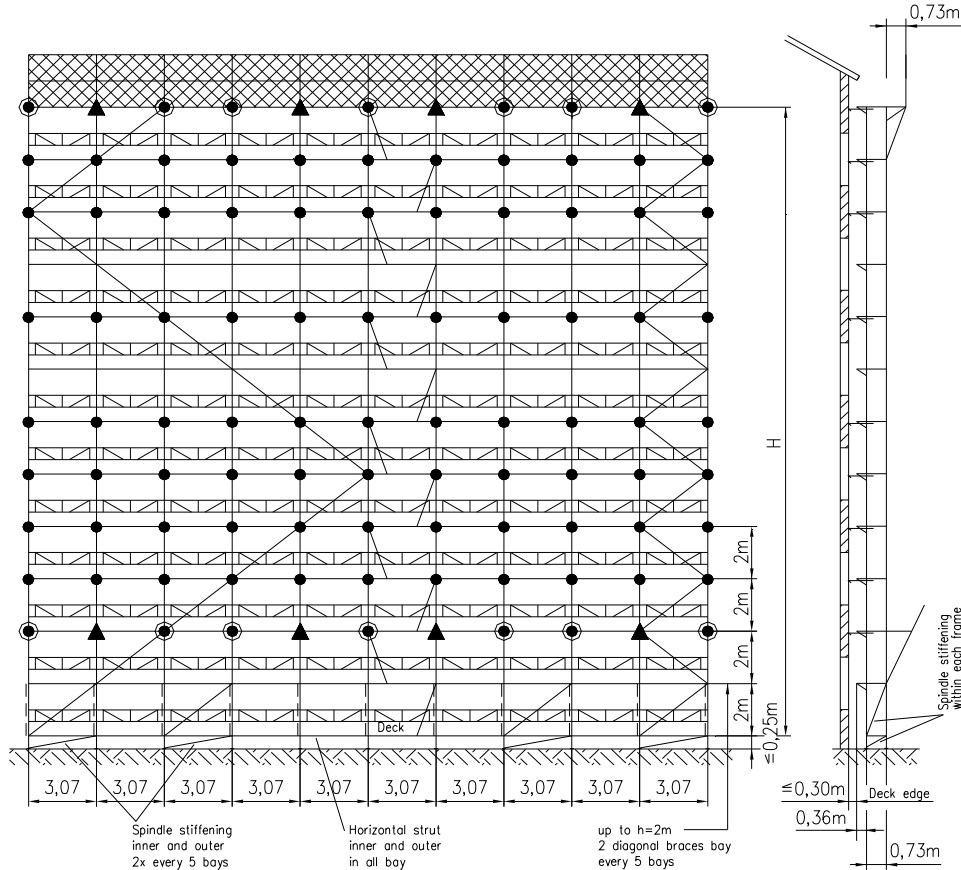 0,73m
H
2m
2m
2m
2m
≤0,25m
Deck
3,07
3,07
3,07
3,07
3,07
3,07
3,07
3,07
3,07
3,07
Spindle stiffening
inner and outer
2x every 5 bays
Horizontal strut
inner and outer
in all bay
up to h=2m
2 diagonal braces bay
every 5 bays
Spindle stiffening
within each frame
≤0,30m
Deck edge
0,36m
0,73m